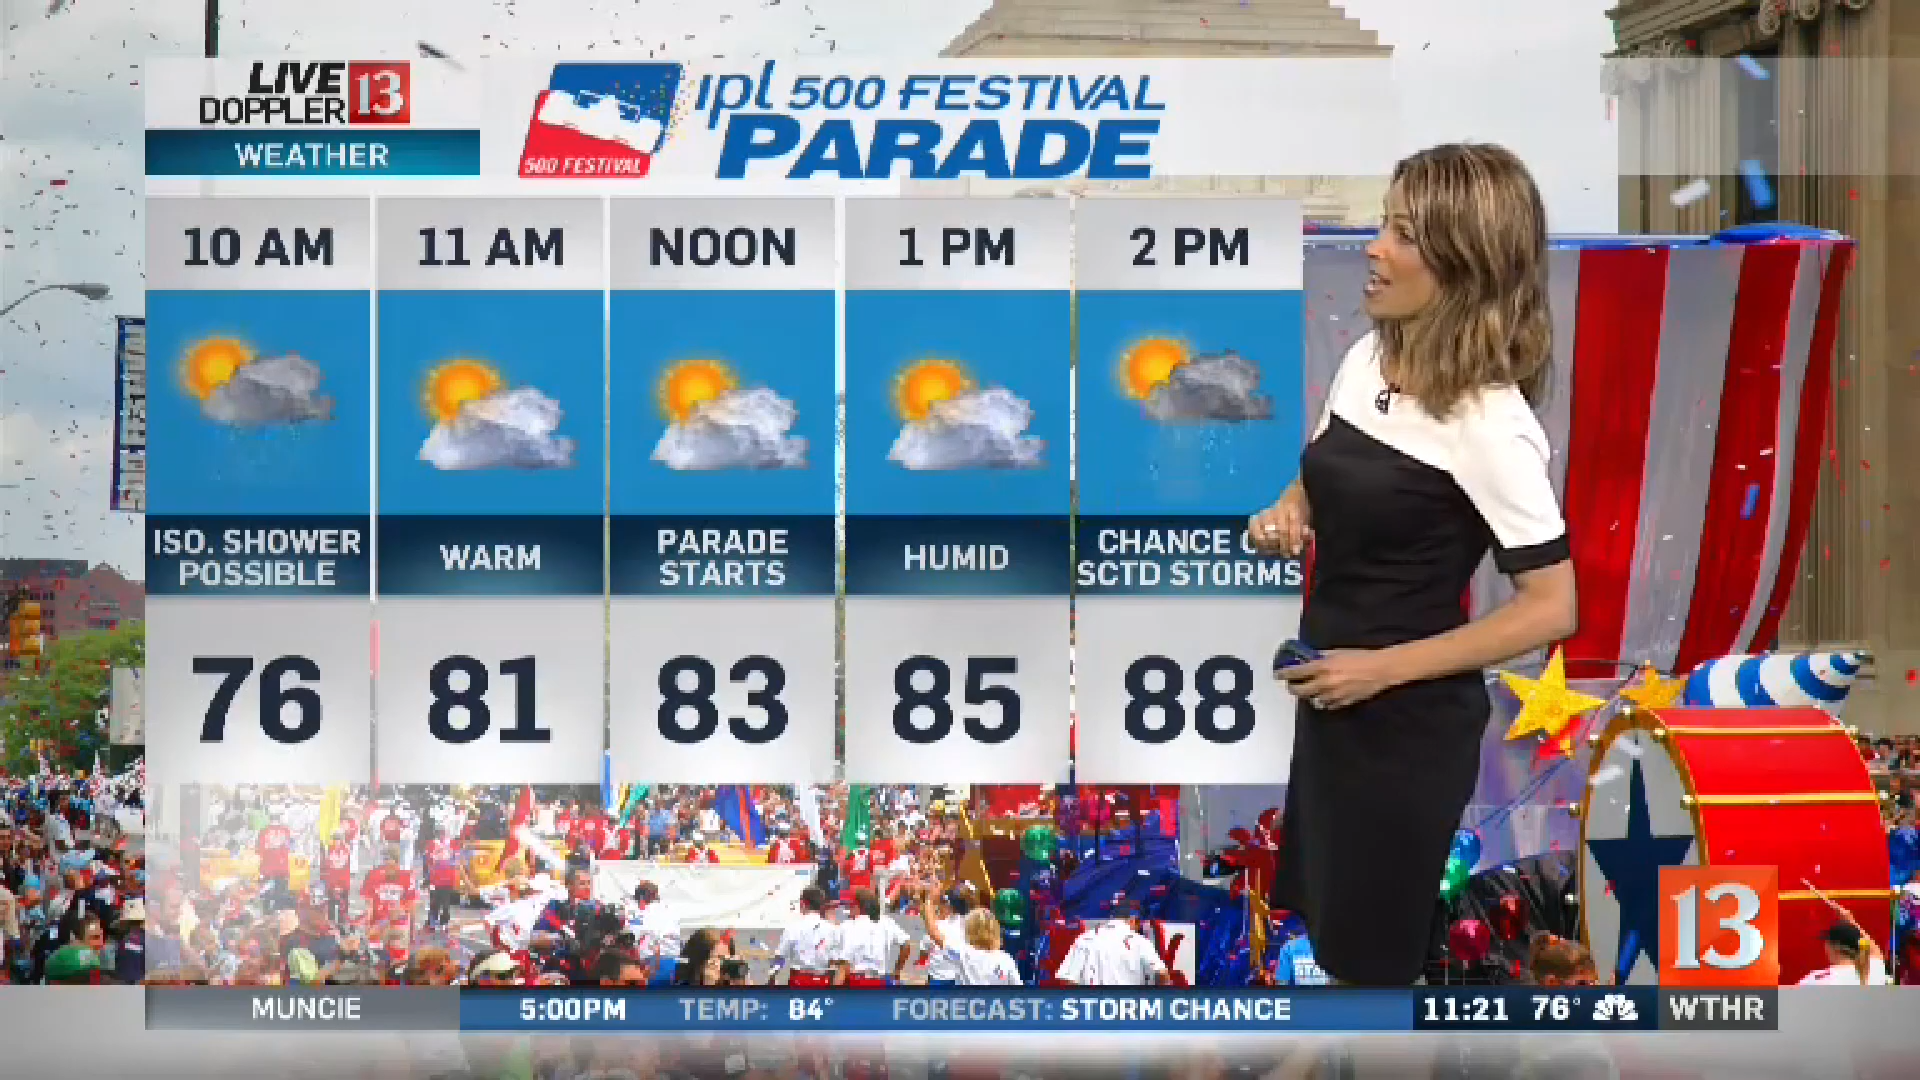 LIVE
DOPPLER 13
WEATHER
500 FESTIVAL
ipl 500 FESTIVAL
PARADE
10 AM
11 AM
NOON
1 PM
2 PM
ISO. SHOWER
POSSIBLE
WARM
PARADE
STARTS
HUMID
CHANCE
SCTD STORMS
76
81
83
85
88
13
MUNCIE
5:00PM
TEMP: 84°
FORECAST: STORM CHANCE
11:21
76°
WTHR